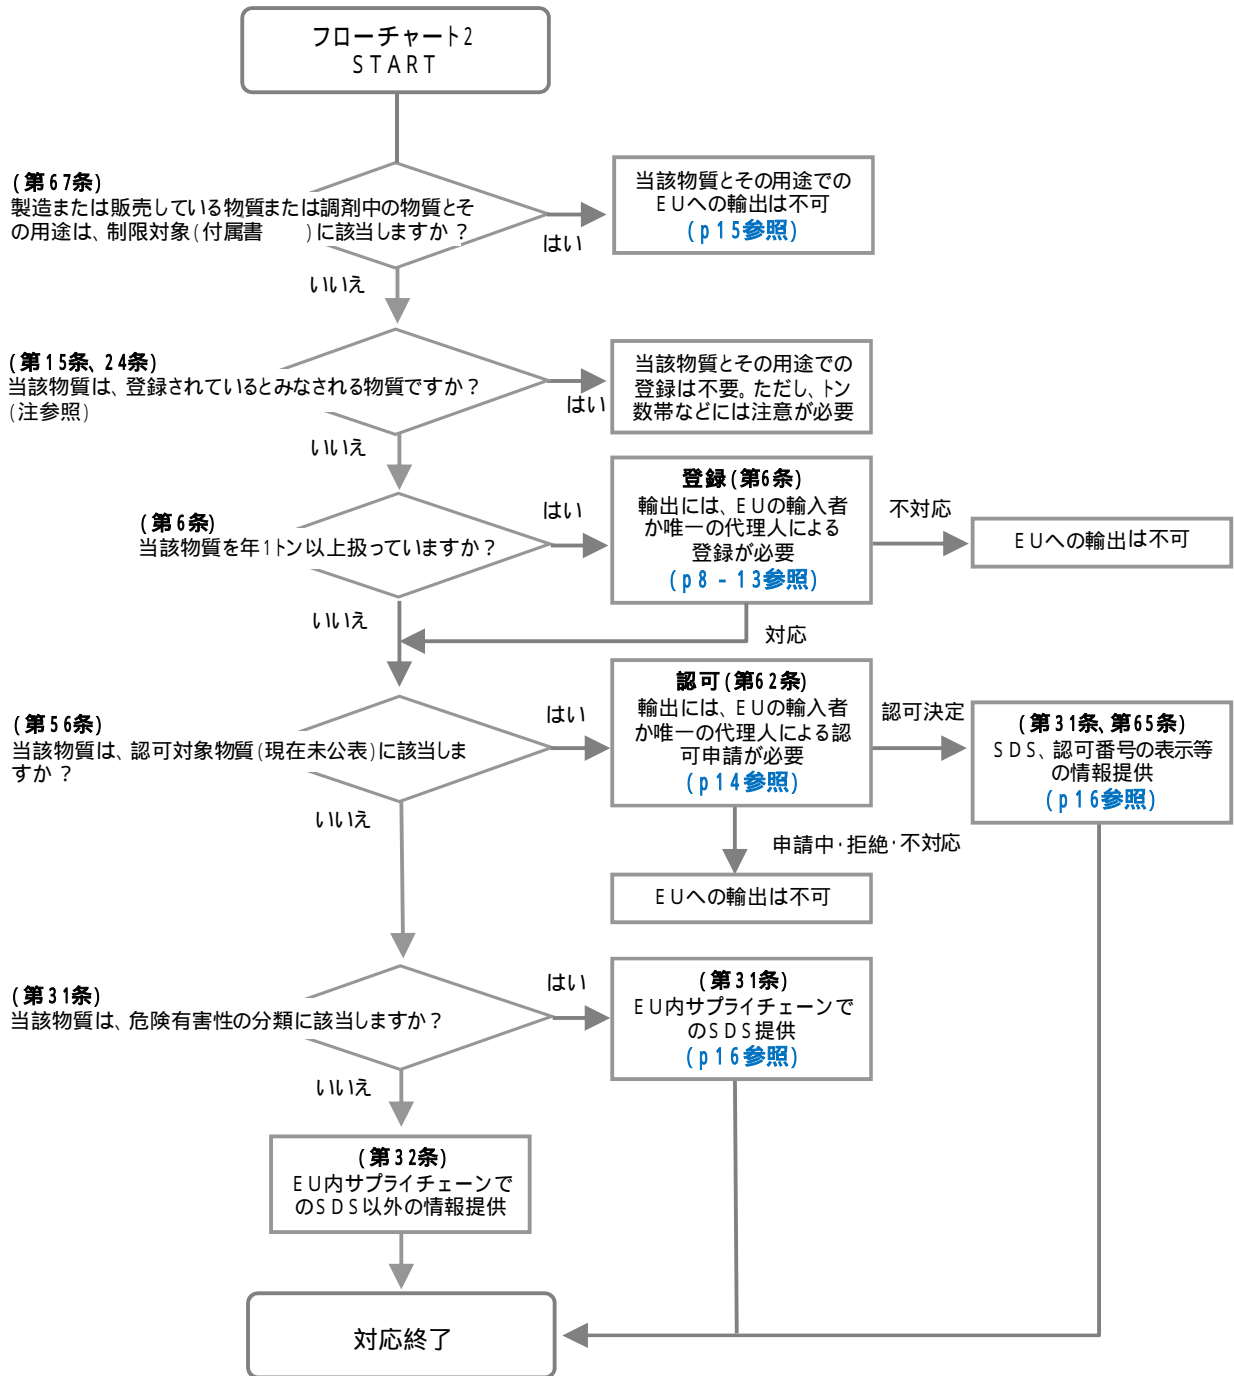 フローチャート2
START
(第67条)
製造または販売している物質または調剤中の物質とそ
の用途は、制限対象(付属書　　)に該当しますか？
はい
当該物質とその用途での
EUへの輸出は不可
(p15参照)
いいえ
(第15条、24条)
当該物質は、登録されているとみなされる物質ですか？
(注参照)
はい
当該物質とその用途での
登録は不要。ただし、トン
数帯などには注意が必要
いいえ
(第6条)
当該物質を年1トン以上扱っていますか？
はい
登録(第6条)
輸出には、EUの輸入者
か唯一の代理人による
登録が必要
(p8-13参照)
不対応
EUへの輸出は不可
いいえ
対応
(第56条)
当該物質は、認可対象物質(現在未公表)に該当しま
すか？
はい
認可(第62条)
輸出には、EUの輸入者
か唯一の代理人による認
可申請が必要
(p14参照)
認可決定
(第31条、第65条)
SDS、認可番号の表示等
の情報提供
(p16参照)
いいえ
申請中・拒絶・不対応
EUへの輸出は不可
(第31条)
当該物質は、危険有害性の分類に該当しますか？
はい
(第31条)
EU内サプライチェーンで
のSDS提供
(p16参照)
いいえ
(第32条)
EU内サプライチェーンで
のSDS以外の情報提供
対応終了